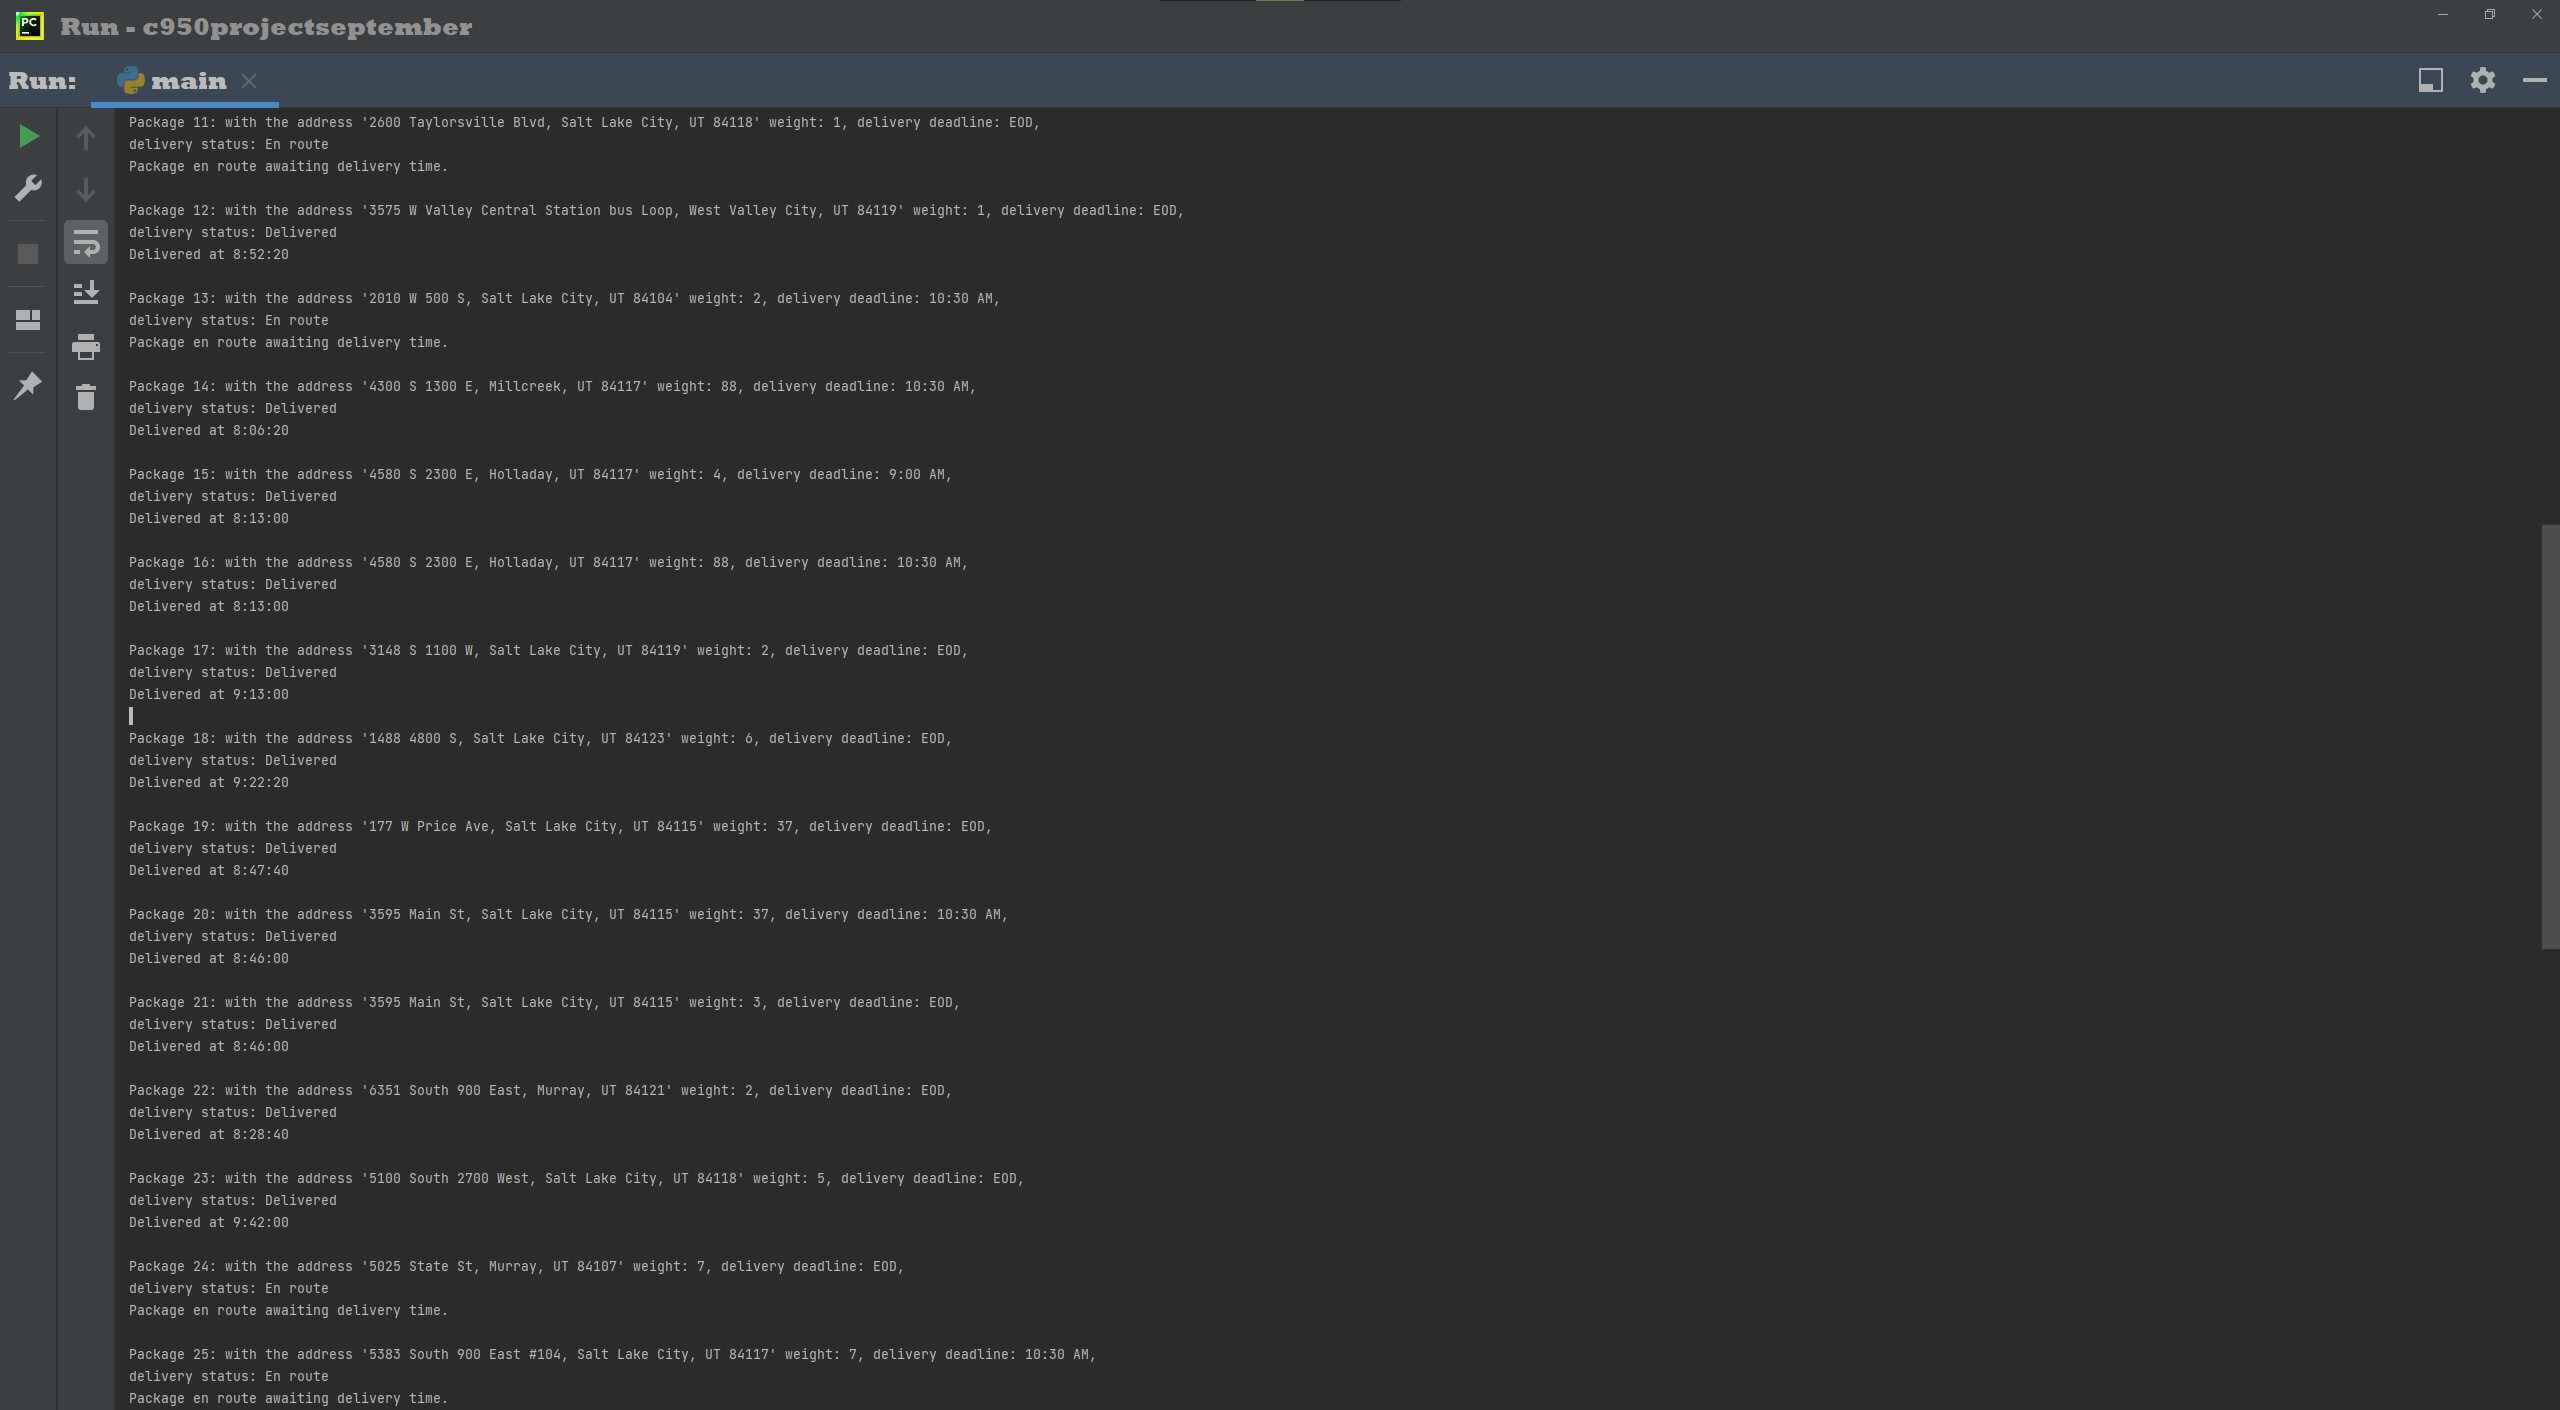 PC Run - c950projectseptember
Run: main
Package 11: with the address '2600 Taylorsville Blvd, Salt Lake City, UT 84118' weight: 1, delivery deadline: EOD,
delivery status: En route
Package en route awaiting delivery time.
Package 12: with the address '3575 W Valley Central Station bus Loop, West Valley City, UT 84119' weight: 1, delivery deadline: EOD,
delivery status: Delivered
Delivered at 8:52:20
Package 13: with the address '2010 W 500 S, Salt Lake City, UT 84104' weight: 2, delivery deadline: 10:30 AM,
delivery status: En route
Package en route awaiting delivery time.
Package 14: with the address '4300 S 1300 E, Millcreek, UT 84117' weight: 88, delivery deadline: 10:30 AM,
delivery status: Delivered
Delivered at 8:06:20
Package 15: with the address '4580 S 2300 E, Holladay, UT 84117' weight: 4, delivery deadline: 9:00 AM,
delivery status: Delivered
Delivered at 8:13:00
Package 16: with the address '4580 S 2300 E, Holladay, UT 84117' weight: 88, delivery deadline: 10:30 AM,
delivery status: Delivered
Delivered at 8:13:00
Package 17: with the address '3148 S 1100 W, Salt Lake City, UT 84119' weight: 2, delivery deadline: EOD,
delivery status: Delivered
Delivered at 9:13:00
Package 18: with the address '1488 4800 S, Salt Lake City, UT 84123' weight: 6, delivery deadline: EOD,
delivery status: Delivered
Delivered at 9:22:20
Package 19: with the address '177 W Price Ave, Salt Lake City, UT 84115' weight: 37, delivery deadline: EOD,
delivery status: Delivered
Delivered at 8:47:40
Package 20: with the address '3595 Main St, Salt Lake City, UT 84115' weight: 37, delivery deadline: 10:30 AM,
delivery status: Delivered
Delivered at 8:46:00
Package 21: with the address '3595 Main St, Salt Lake City, UT 84115' weight: 3, delivery deadline: EOD,
delivery status: Delivered
Delivered at 8:46:00
Package 22: with the address '6351 South 900 East, Murray, UT 84121' weight: 2, delivery deadline: EOD,
delivery status: Delivered
Delivered at 8:28:40
Package 23: with the address '5100 South 2700 West, Salt Lake City, UT 84118' weight: 5, delivery deadline: EOD,
delivery status: Delivered
Delivered at 9:42:00
Package 24: with the address '5025 State St, Murray, UT 84107' weight: 7, delivery deadline: EOD,
delivery status: En route
Package en route awaiting delivery time.
Package 25: with the address '5383 South 900 East #104, Salt Lake City, UT 84117' weight: 7, delivery deadline: 10:30 AM,
delivery status: En route
Package en route awaiting delivery time.